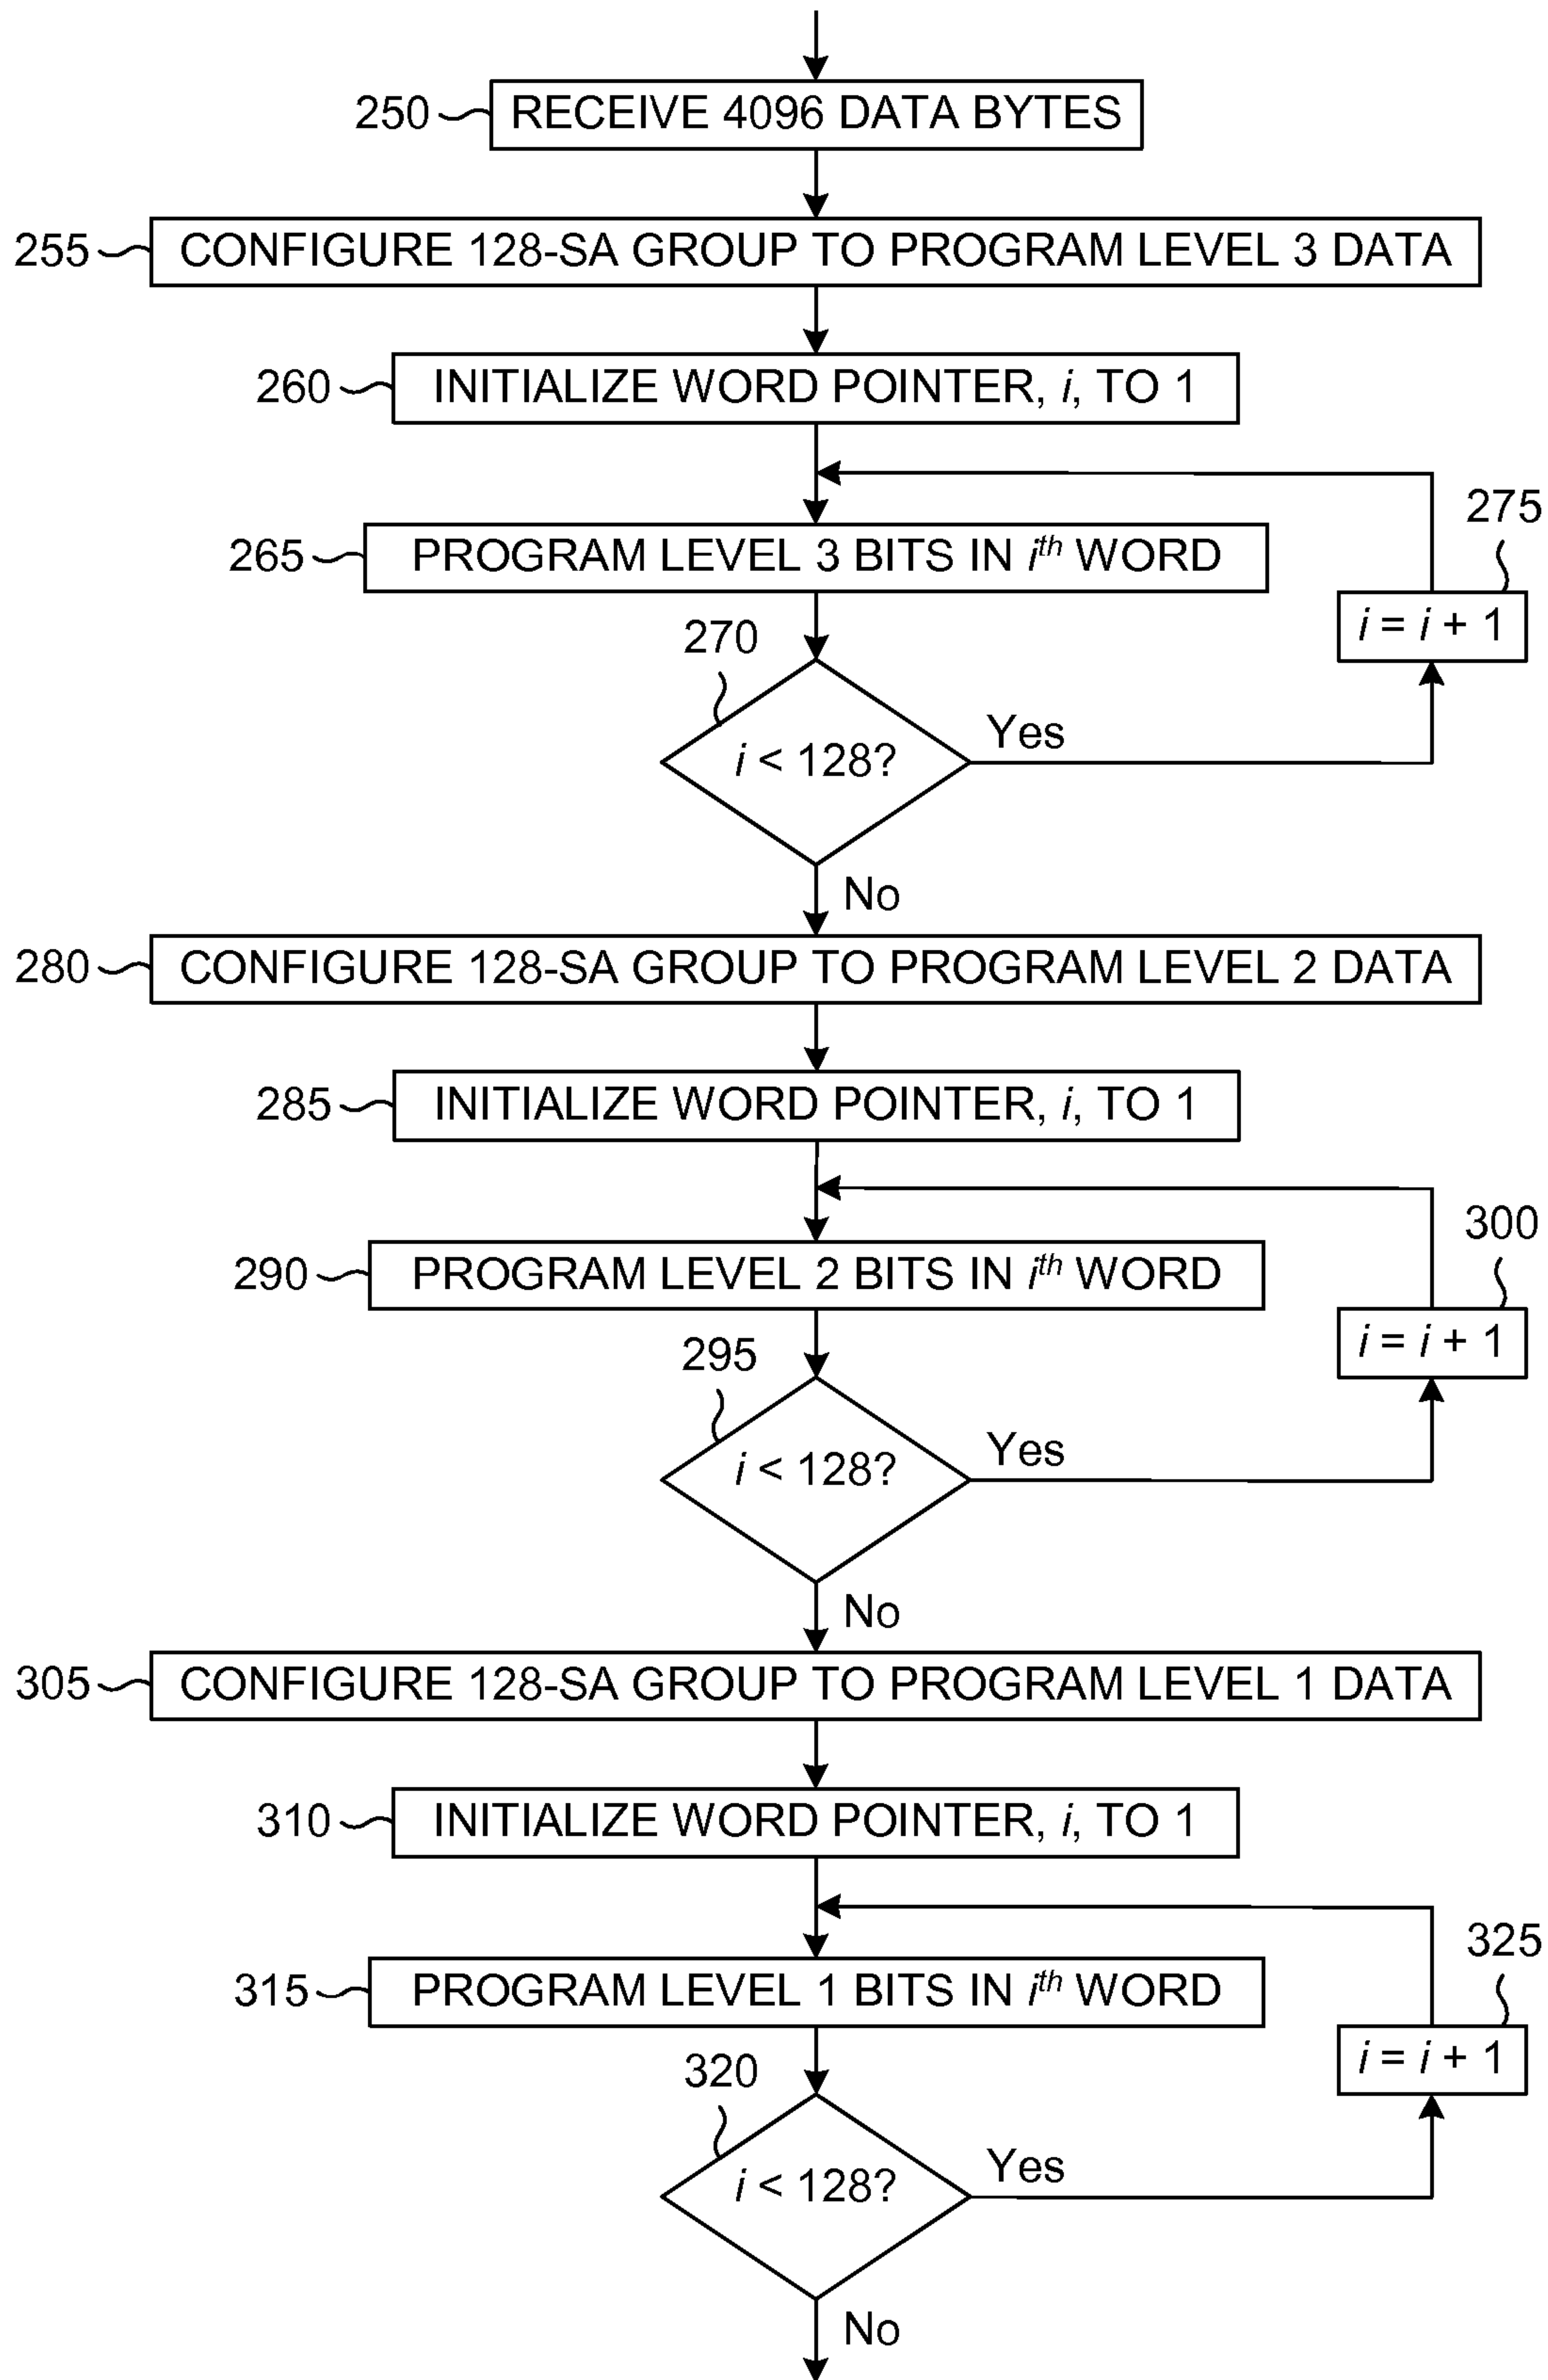 250 RECEIVE 4096 DATA BYTES
255 CONFIGURE 128-SA GROUP TO PROGRAM LEVEL 3 DATA
260 INITIALIZE WORD POINTER, i, TO 1
275
265 PROGRAM LEVEL 3 BITS IN ith WORD
i = i + 1
270
i < 128?
Yes
No
280 CONFIGURE 128-SA GROUP TO PROGRAM LEVEL 2 DATA
285 INITIALIZE WORD POINTER, i, TO 1
300
290 PROGRAM LEVEL 2 BITS IN ith WORD
i = i + 1
295
i < 128?
Yes
No
305 CONFIGURE 128-SA GROUP TO PROGRAM LEVEL 1 DATA
310 INITIALIZE WORD POINTER, i, TO 1
325
315 PROGRAM LEVEL 1 BITS IN ith WORD
i = i + 1
320
i < 128?
Yes
No